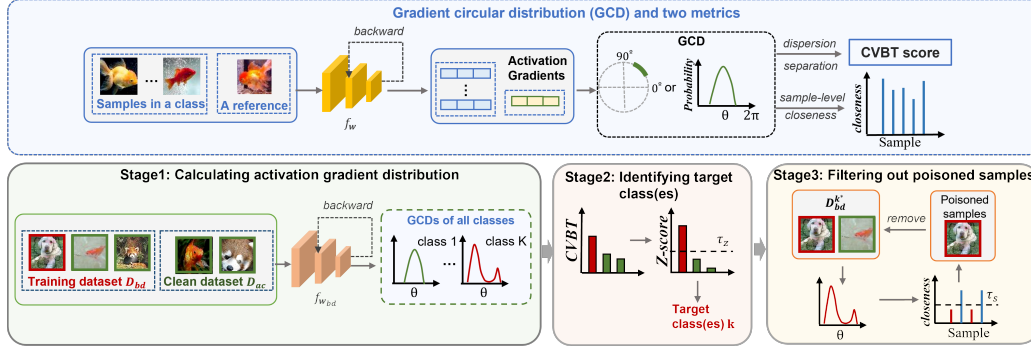 Gradient circular distribution (GCD) and two metrics
backward
Samples in a class
A reference
f_w
Activation
Gradients
GCD
90°
0°
or
Probability
θ
2π
dispersion
separation
sample-level
closeness
CVBT score
closeness
Sample
Stage1: Calculating activation gradient distribution
backward
Training dataset D_bd
Clean dataset D_ac
f_w_bd
GCDs of all classes
class 1
class K
...
θ
θ
Stage2: Identifying target
class(es)
CVBT
Z-score
τ_z
Target
class(es) k
Stage3: Filtering out poisoned samples
D_bd^k*
remove
Poisoned
samples
θ
closeness
τ_s
Sample